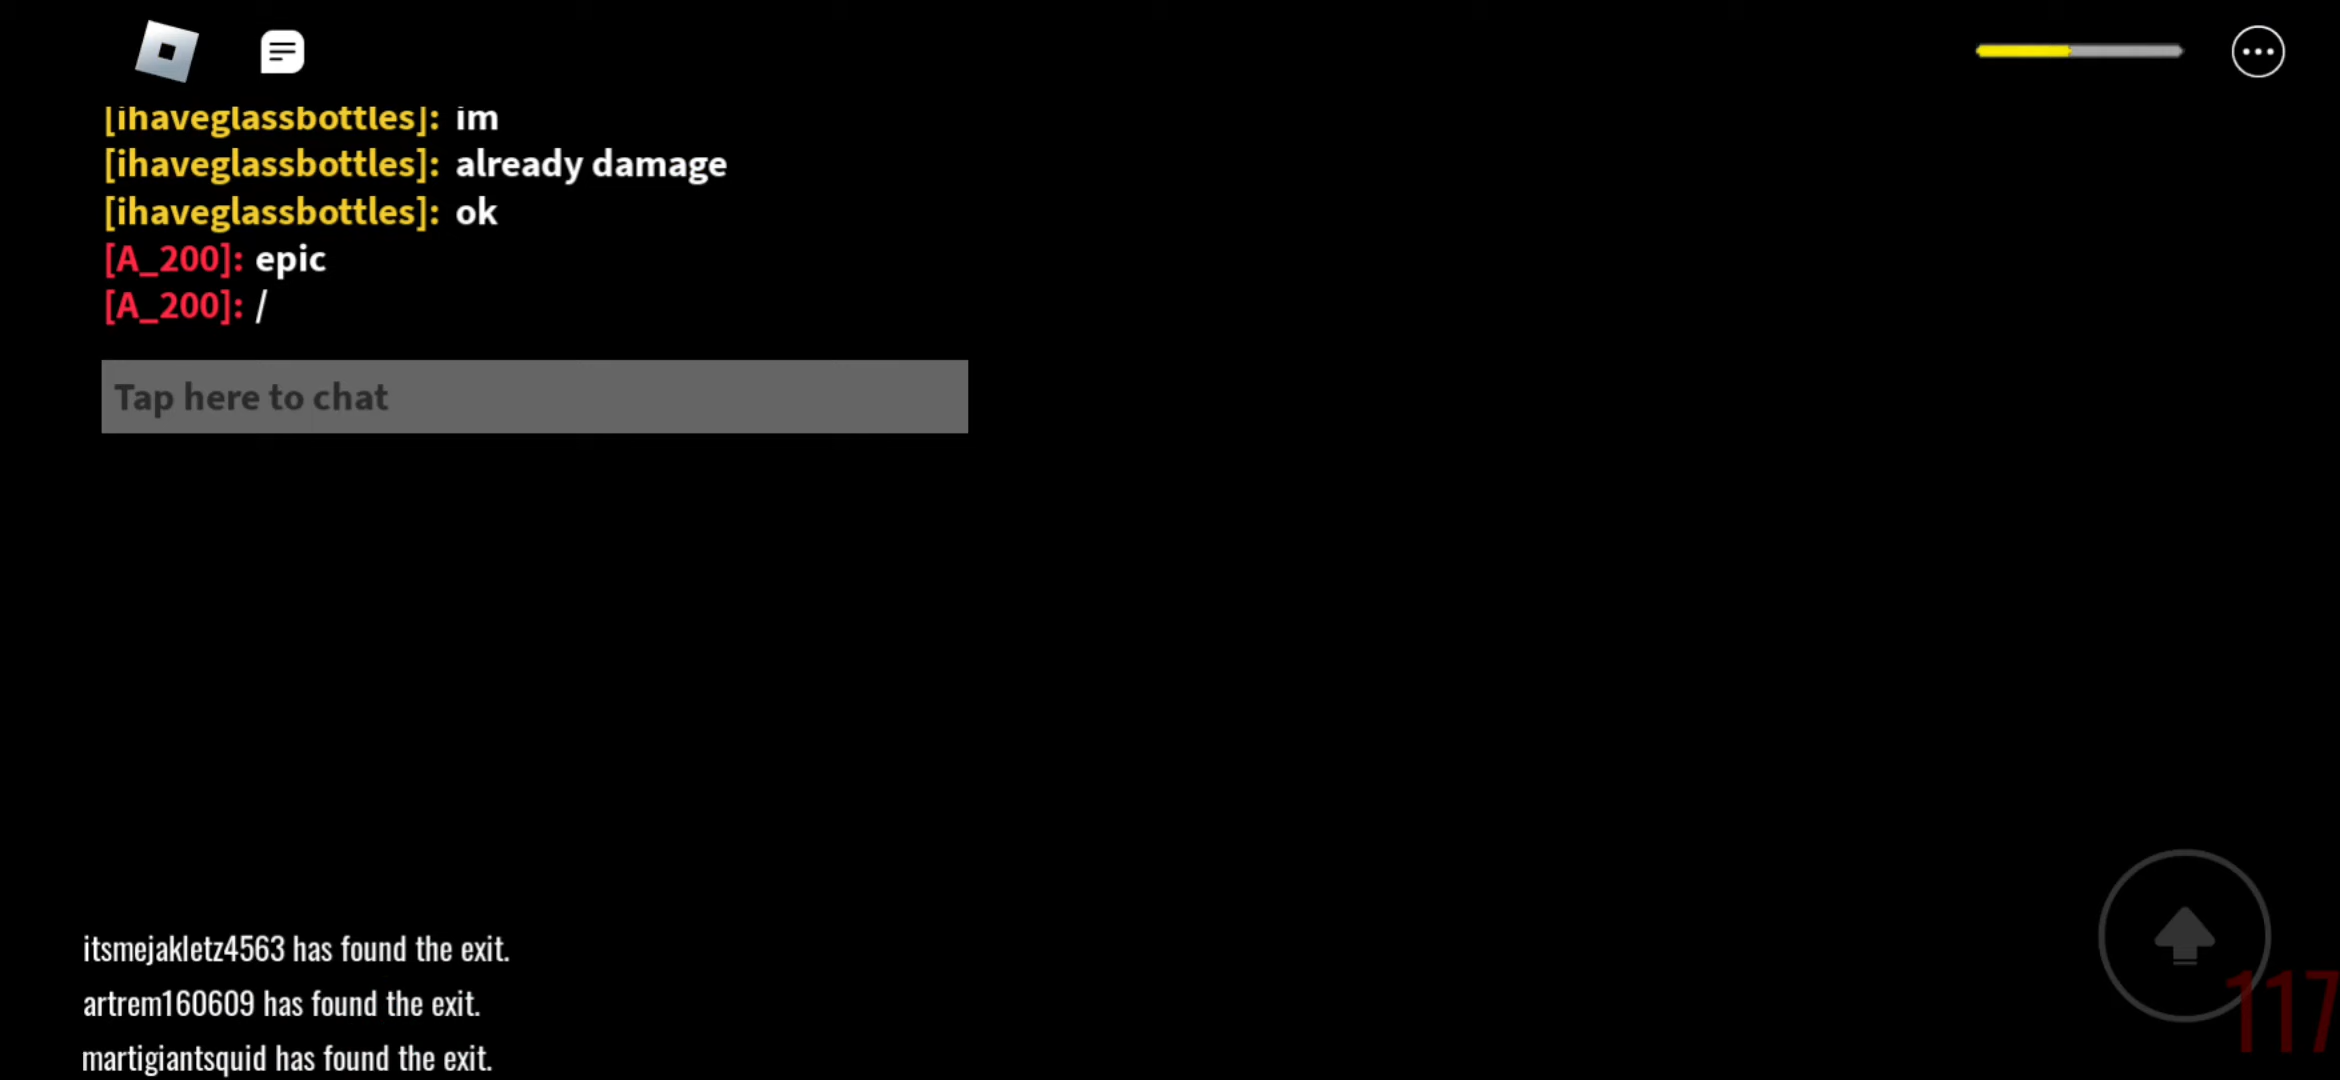 [ihaveglassbottles]: im
[ihaveglassbottles]: already damage
[ihaveglassbottles]: ok
[A_200]: epic
[A_200]: /
Tap here to chat
itsmejakletz4563 has found the exit.
artrem160609 has found the exit.
martigiantsquid has found the exit.
117